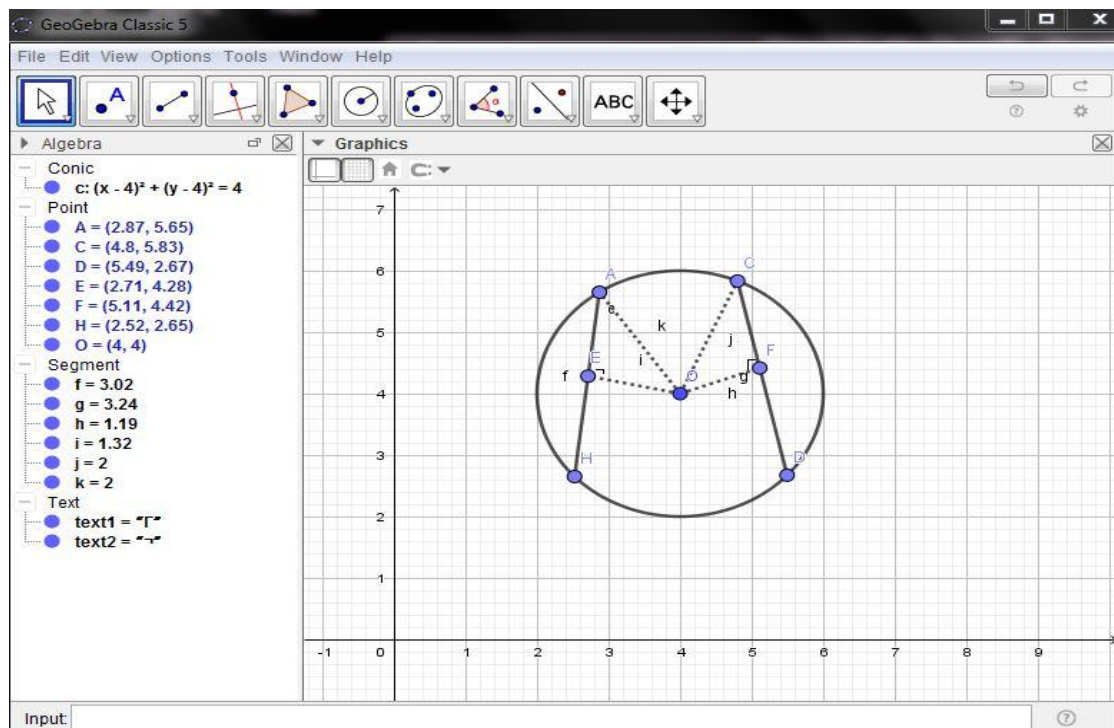 GeoGebra Classic 5
File Edit View Options Tools Window Help
A
α
ABC
Algebra
Graphics
Conic
c: (x - 4)² + (y - 4)² = 4
Point
A = (2.87, 5.65)
C = (4.8, 5.83)
D = (5.49, 2.67)
E = (2.71, 4.28)
F = (5.11, 4.42)
H = (2.52, 2.65)
O = (4, 4)
Segment
f = 3.02
g = 3.24
h = 1.19
i = 1.32
j = 2
k = 2
Text
text1 = "Γ"
text2 = "¬"
7
6
5
4
3
2
1
0
-1
1
2
3
4
5
6
7
8
9
A
C
c
k
j
E
i
F
f
O
g
h
H
D
Input: